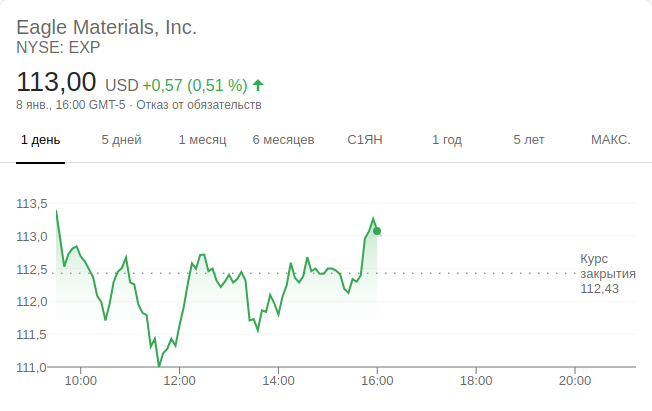 Eagle Materials, Inc.
NYSE: EXP
113,00 USD +0,57 (0,51 %)
8 янв., 16:00 GMT-5 · Отказ от обязательств
1 день 5 дней 1 месяц 6 месяцев С1ЯН 1 год 5 лет МАКС.
113,5
113,0
112,5
112,0
111,5
111,0
Курс
закрытия
112,43
10:00 12:00 14:00 16:00 18:00 20:00